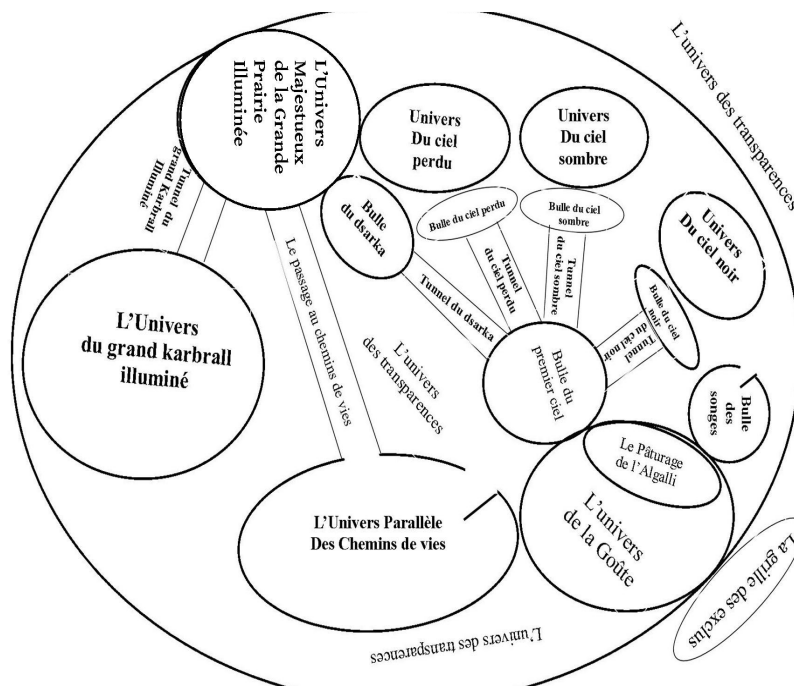 L'Univers
Majestueux
de la Grande
Prairie
Illuminée
Univers
Du ciel
perdu
Univers
Du ciel
sombre
L'univers des transparences
Tunnel du
grand Karbrall
Illuminé
Bulle
du dsarka
Bulle du ciel perdu
Bulle du ciel
sombre
Univers
Du ciel noir
Tunnel
du ciel perdu
Tunnel
du ciel sombre
Bulle du ciel
noir
Tunnel
du ciel noir
Tunnel du dsarka
Le passage au chemins de vies
L'univers
des transparences
L'Univers
du grand karbrall
illuminé
Bulle du
premier ciel
Bulle
des
songes
Le Pâturage
de l'Algalli
L'univers
de la Goûte
L'Univers Parallèle
Des Chemins de vies
La grille des exclus
L'univers des transparences